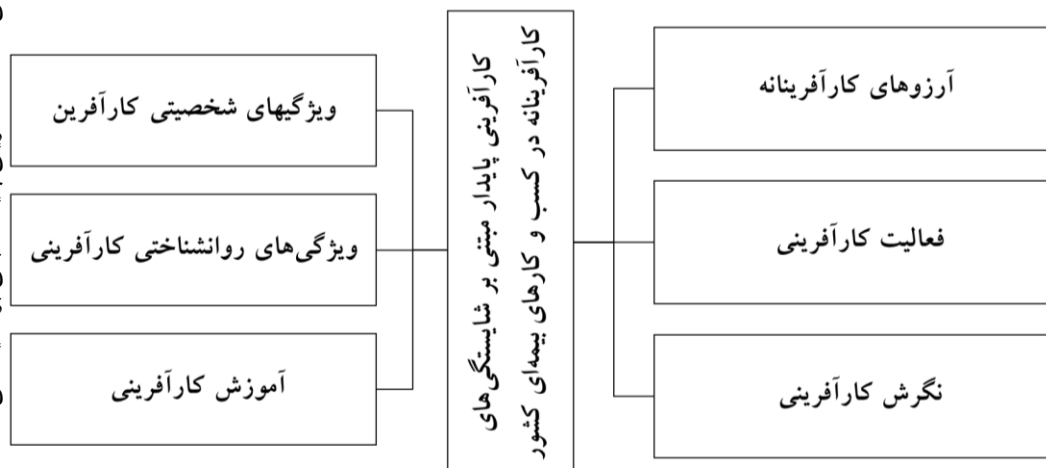 آرزوهای کارآفرینانه
فعالیت کارآفرینی
نگرش کارآفرینی
کارآفرینی پایدار مبتنی بر شایستگی‌های
کارآفرینانه در کسب و کارهای بیمه‌ای کشور
ویژگیهای شخصیتی کارآفرین
ویژگی‌های روانشناختی کارآفرینی
آموزش کارآفرینی